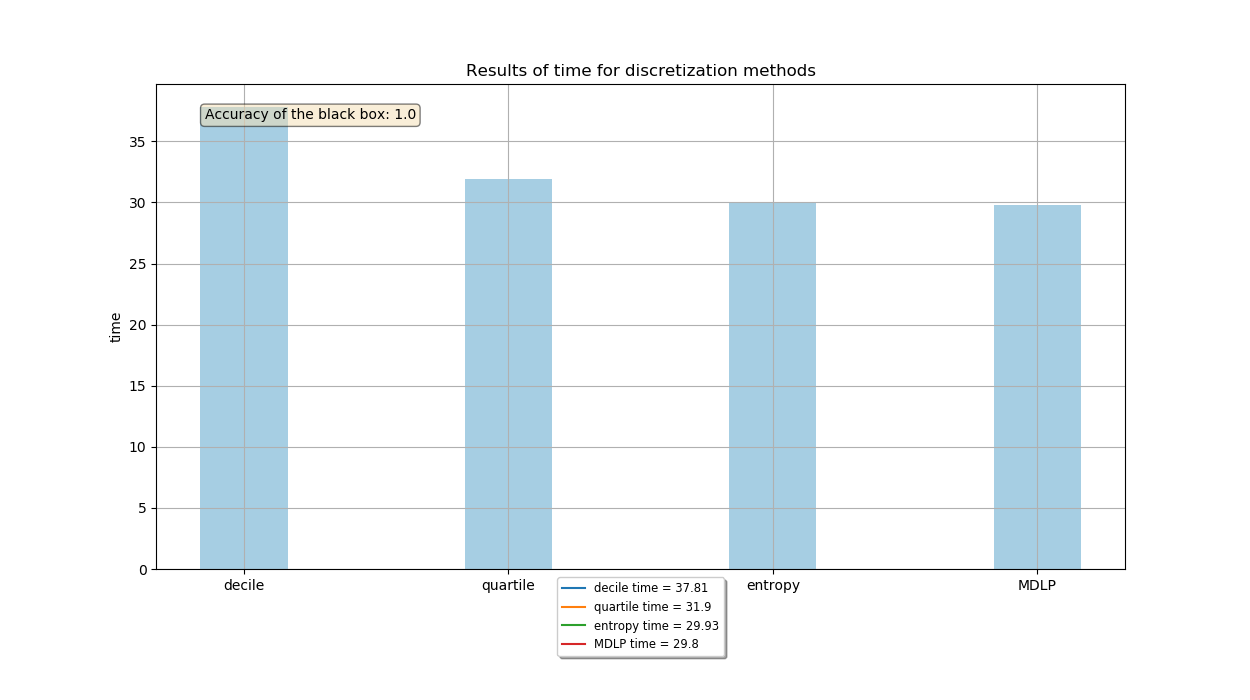 Results of time for discretization methods
Accuracy of the black box: 1.0
time
35
30
25
20
15
10
5
0
decile
quartile
entropy
MDLP
decile time = 37.81
quartile time = 31.9
entropy time = 29.93
MDLP time = 29.8